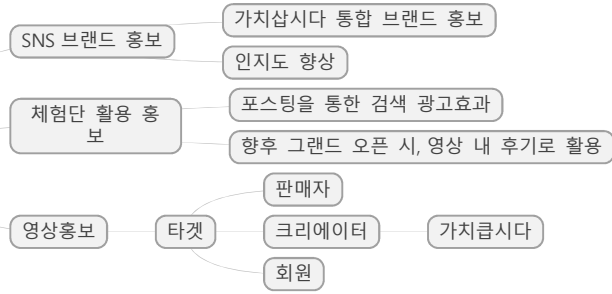 SNS 브랜드 홍보
가치삽시다 통합 브랜드 홍보
인지도 향상
체험단 활용 홍
보
포스팅을 통한 검색 광고효과
향후 그랜드 오픈 시, 영상 내 후기로 활용
영상홍보
타겟
판매자
크리에이터
가치큽시다
회원